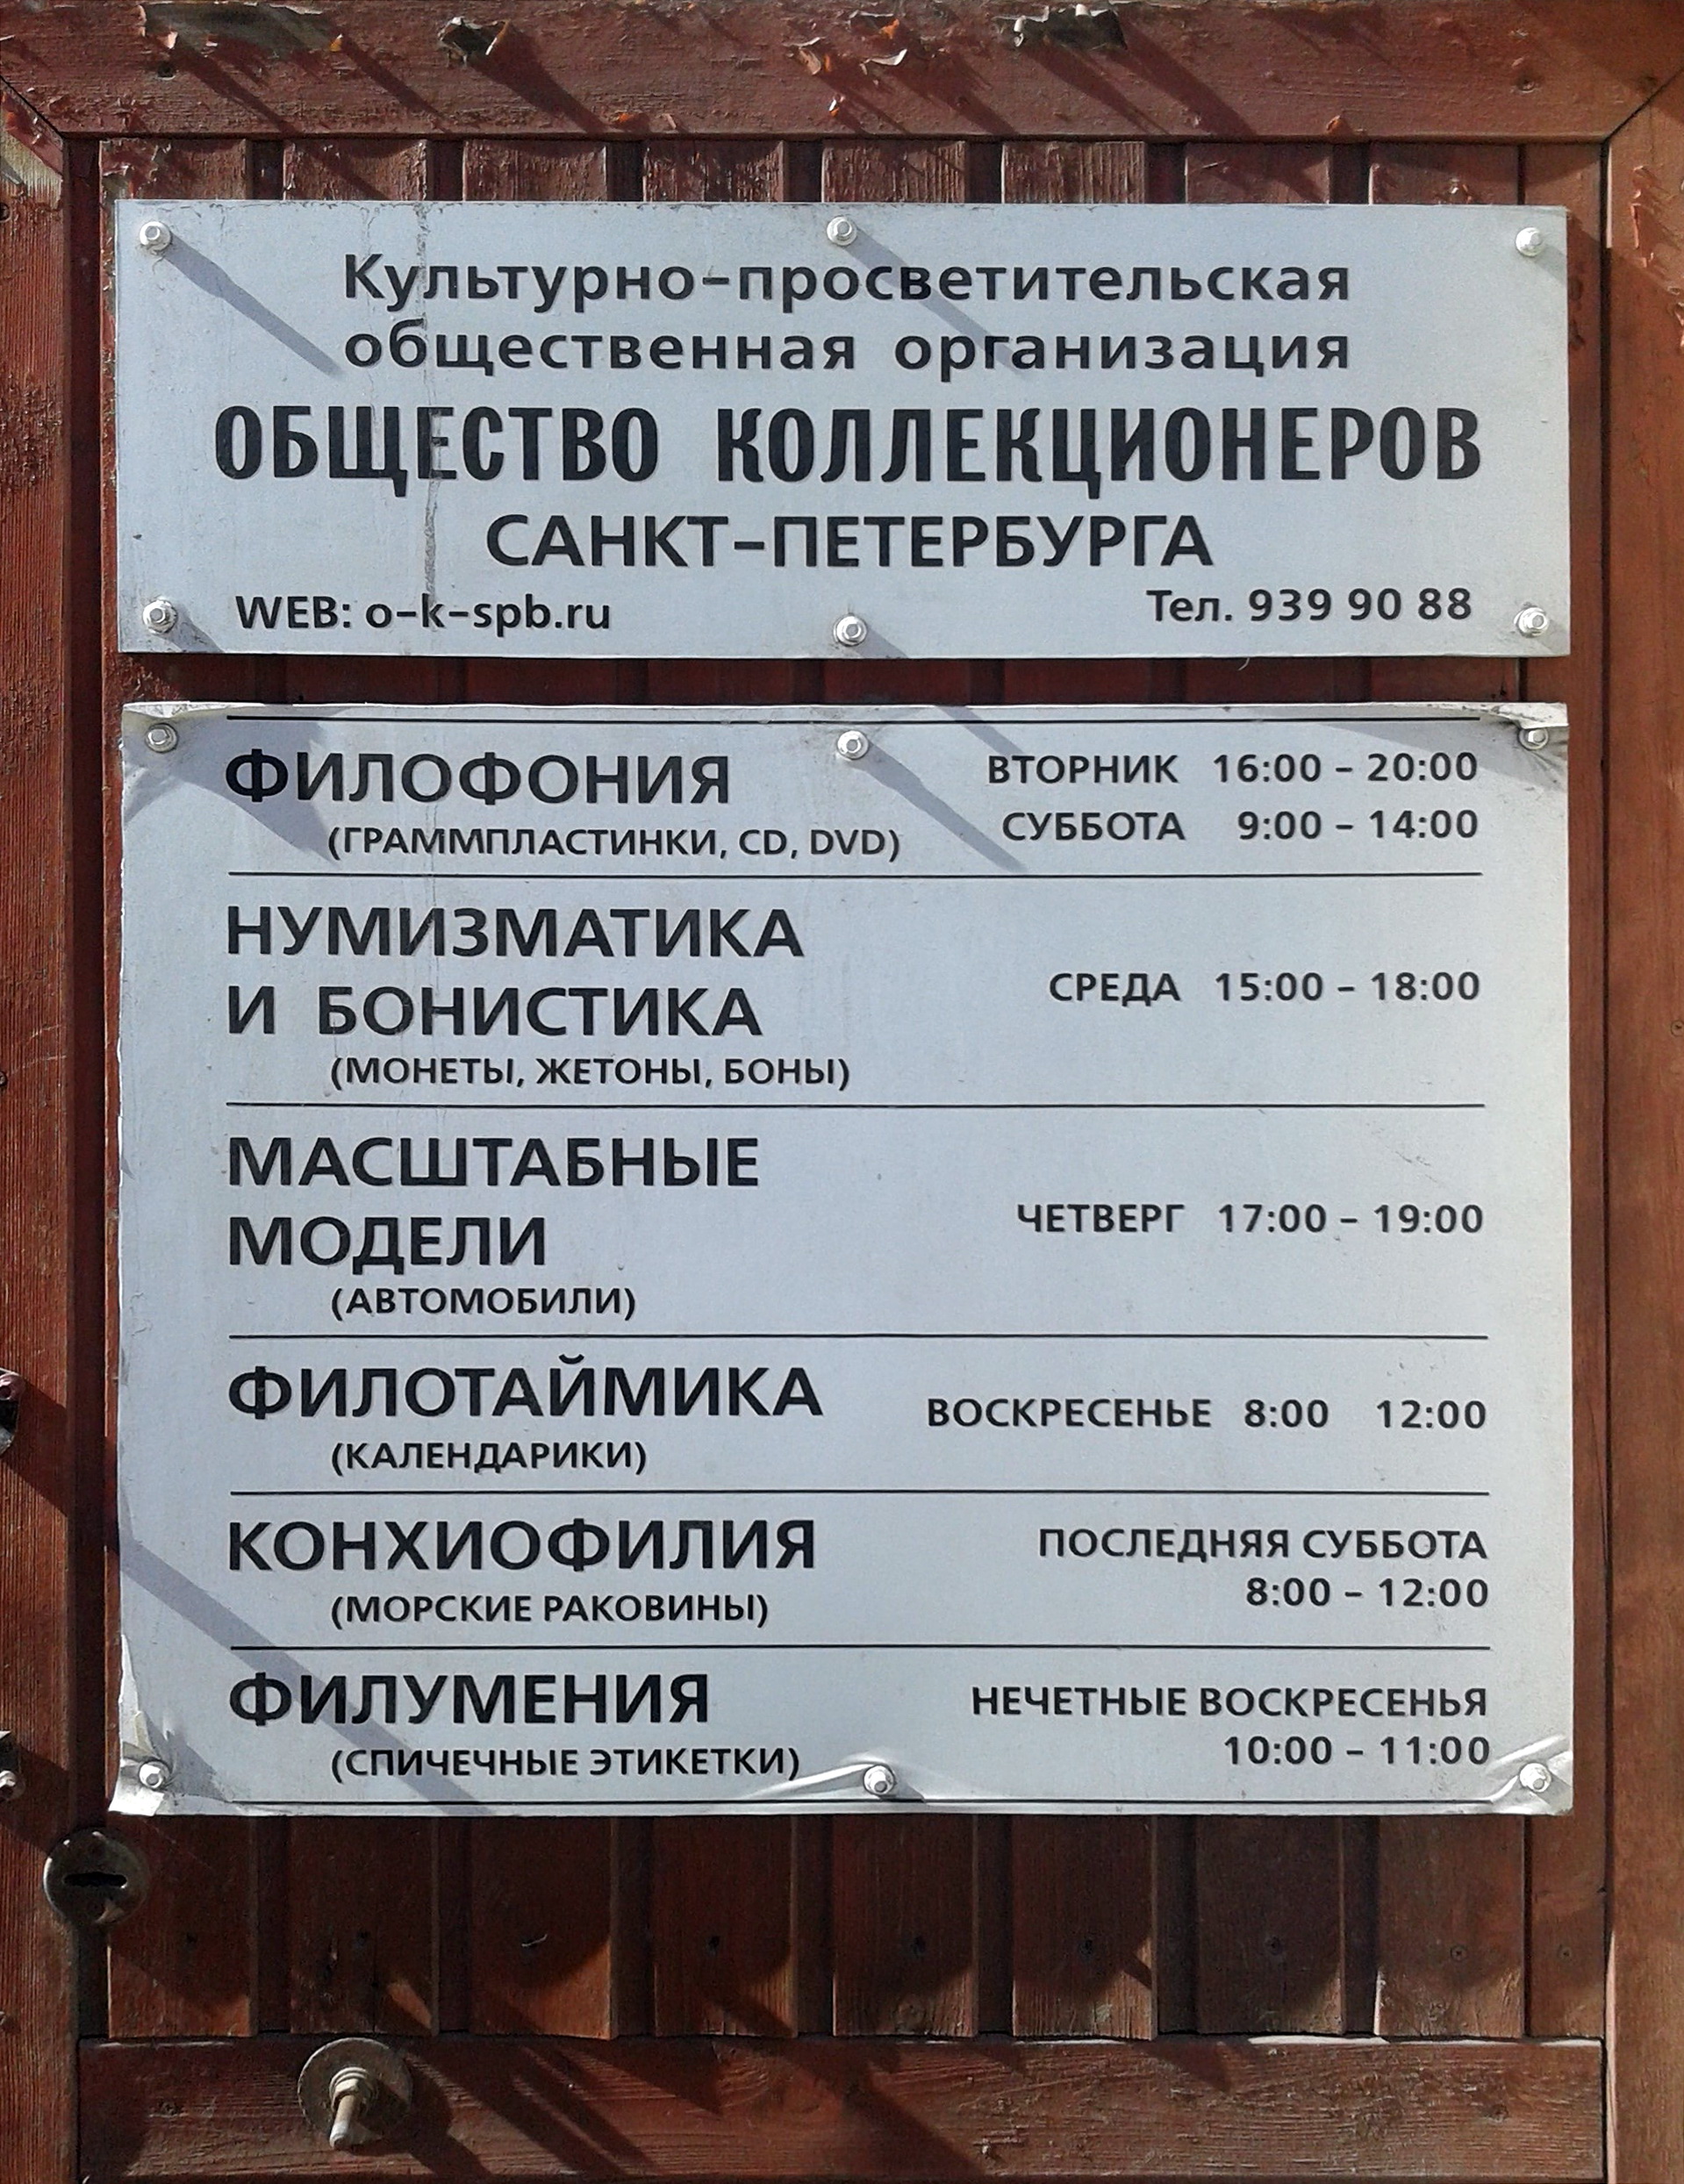 Культурно-просветительская
общественная организация
ОБЩЕСТВО КОЛЛЕКЦИОНЕРОВ
САНКТ-ПЕТЕРБУРГА
WEB: o-k-spb.ru Тел. 939 90 88
ФИЛОФОНИЯ ВТОРНИК 16:00 - 20:00
(ГРАММПЛАСТИНКИ, CD, DVD) СУББОТА 9:00 - 14:00
НУМИЗМАТИКА
И БОНИСТИКА СРЕДА 15:00 - 18:00
(МОНЕТЫ, ЖЕТОНЫ, БОНЫ)
МАСШТАБНЫЕ
МОДЕЛИ ЧЕТВЕРГ 17:00 - 19:00
(АВТОМОБИЛИ)
ФИЛОТАЙМИКА ВОСКРЕСЕНЬЕ 8:00 12:00
(КАЛЕНДАРИКИ)
КОНХИОФИЛИЯ ПОСЛЕДНЯЯ СУББОТА
(МОРСКИЕ РАКОВИНЫ) 8:00 - 12:00
ФИЛУМЕНИЯ НЕЧЕТНЫЕ ВОСКРЕСЕНЬЯ
(СПИЧЕЧНЫЕ ЭТИКЕТКИ) 10:00 - 11:00